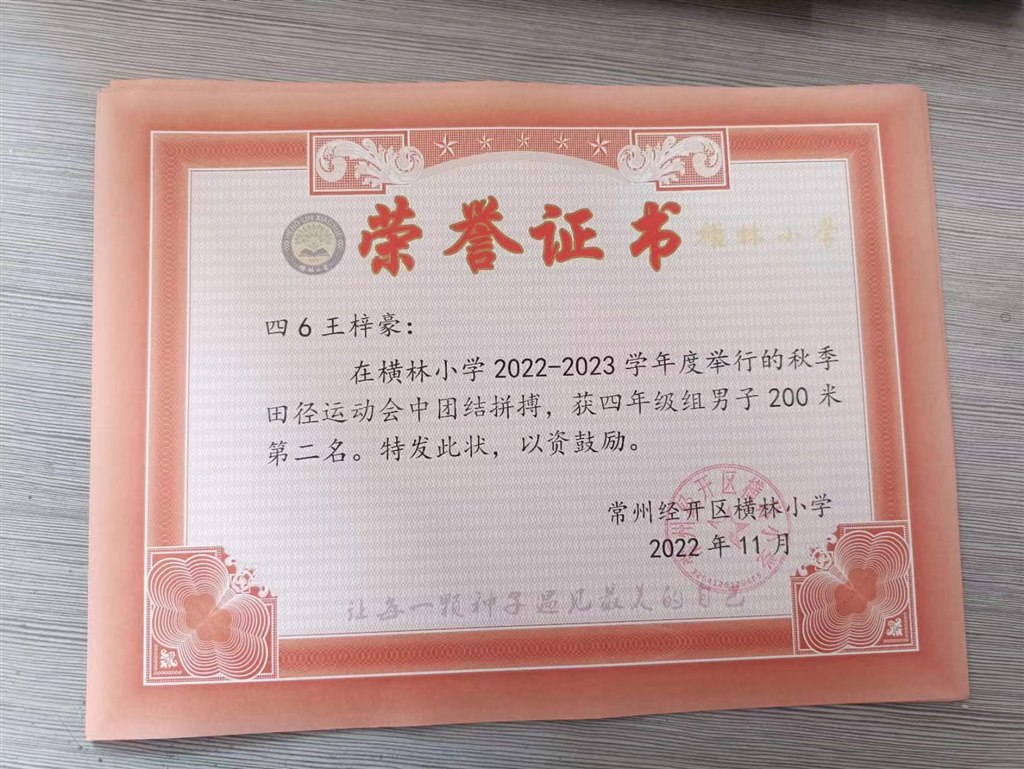 荣誉证书 横林小学
横林小学
四6王梓豪：
在横林小学2022-2023学年度举行的秋季
田径运动会中团结拼搏，获四年级组男子200米
第二名。特发此状，以资鼓励。
常州经开区横林小学
2022年11月
让每一颗种子遇见最美的自己